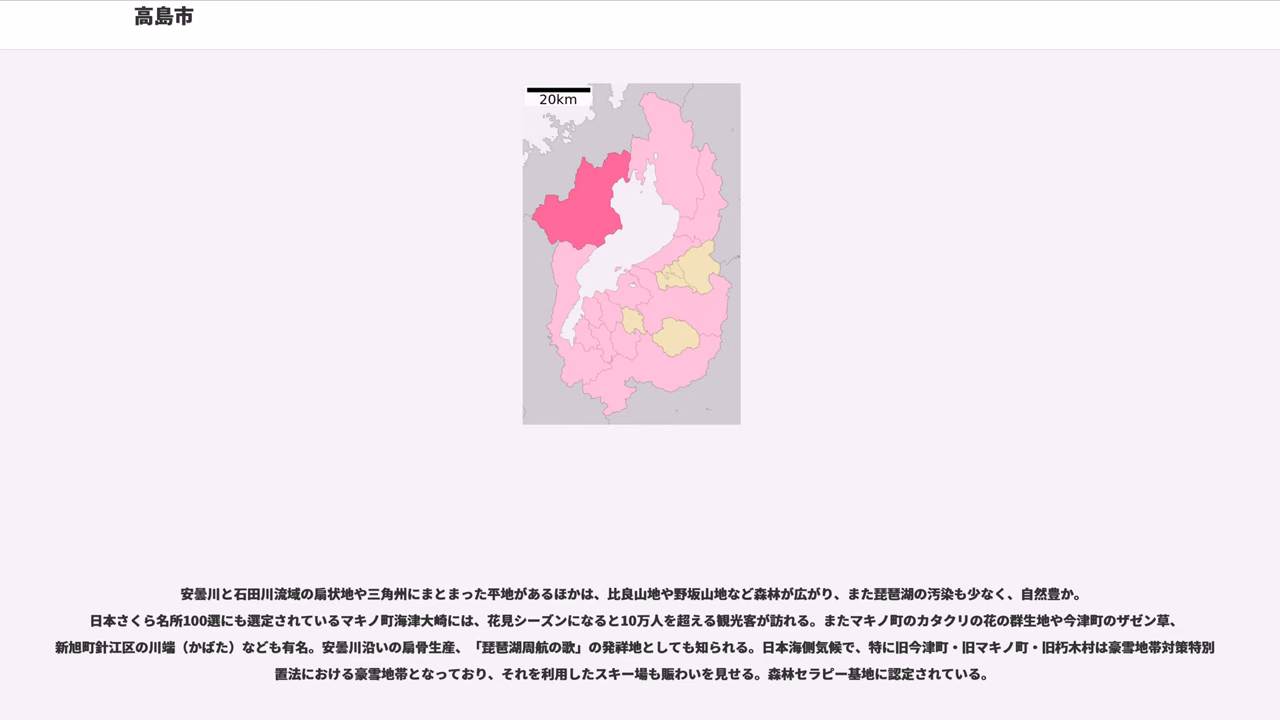 高島市
20km
安曇川と石田川流域の扇状地や三角州にまとまった平地があるほかは、比良山地や野坂山地など森林が広がり、また琵琶湖の汚染も少なく、自然豊か。
日本さくら名所100選にも選定されているマキノ町海津大崎には、花見シーズンになると10万人を超える観光客が訪れる。またマキノ町のカタクリの花の群生地や今津町のザゼン草、
新旭町針江区の川端（かばた）なども有名。安曇川沿いの扇骨生産、「琵琶湖周航の歌」の発祥地としても知られる。日本海側気候で、特に旧今津町・旧マキノ町・旧朽木村は豪雪地帯対策特別
置法における豪雪地帯となっており、それを利用したスキー場も賑わいを見せる。森林セラピー基地に認定されている。